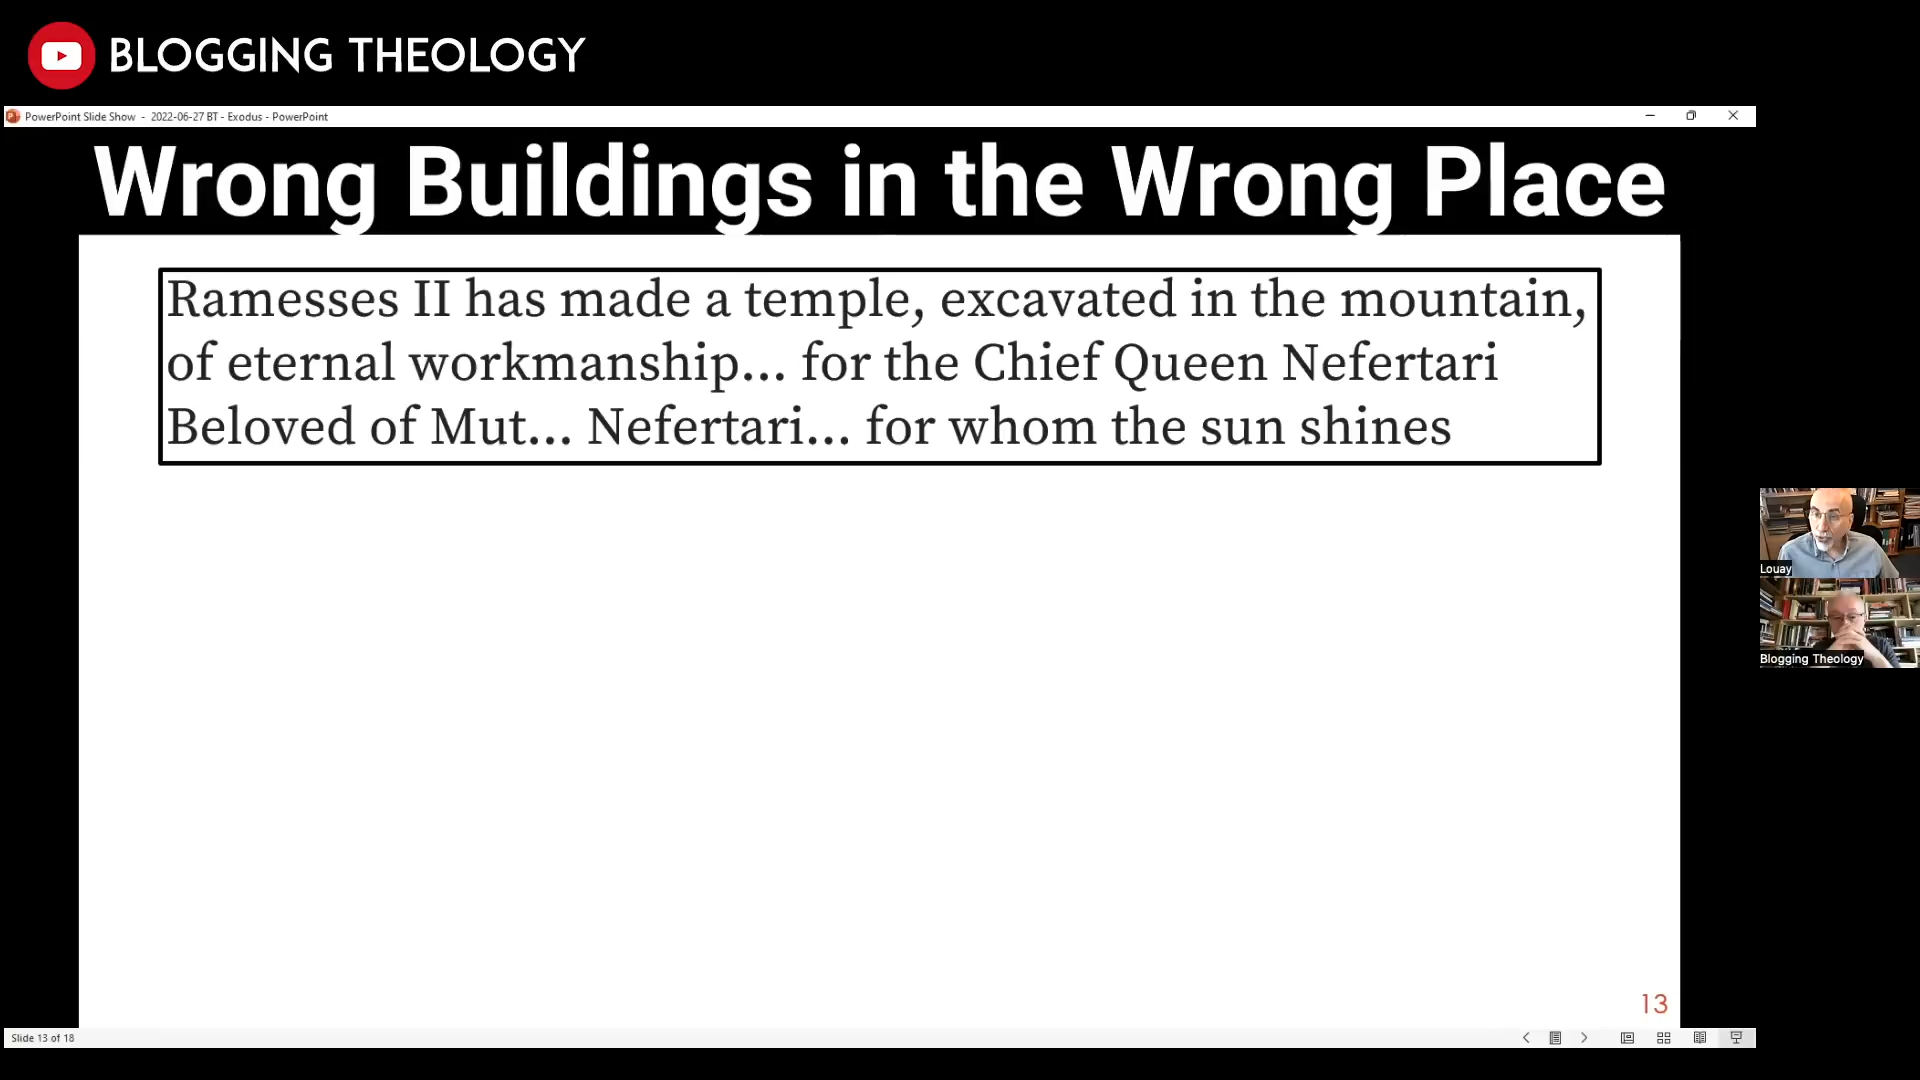 BLOGGING THEOLOGY
PowerPoint Slide Show - 2022-06-27 BT - Exodus - PowerPoint
Wrong Buildings in the Wrong Place
Ramesses II has made a temple, excavated in the mountain,
of eternal workmanship... for the Chief Queen Nefertari
Beloved of Mut... Nefertari... for whom the sun shines
Louay
Blogging Theology
13
Slide 13 of 18